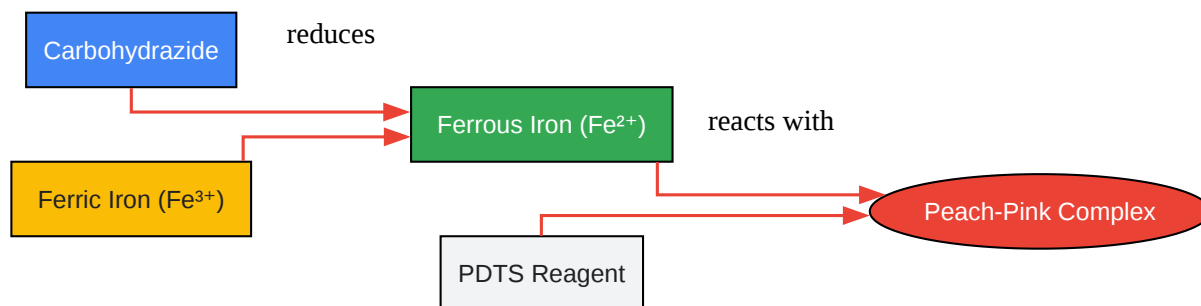 Carbohydrazide
reduces
Ferrous Iron (Fe²⁺)
reacts with
Ferric Iron (Fe³⁺)
Peach-Pink Complex
PDTS Reagent